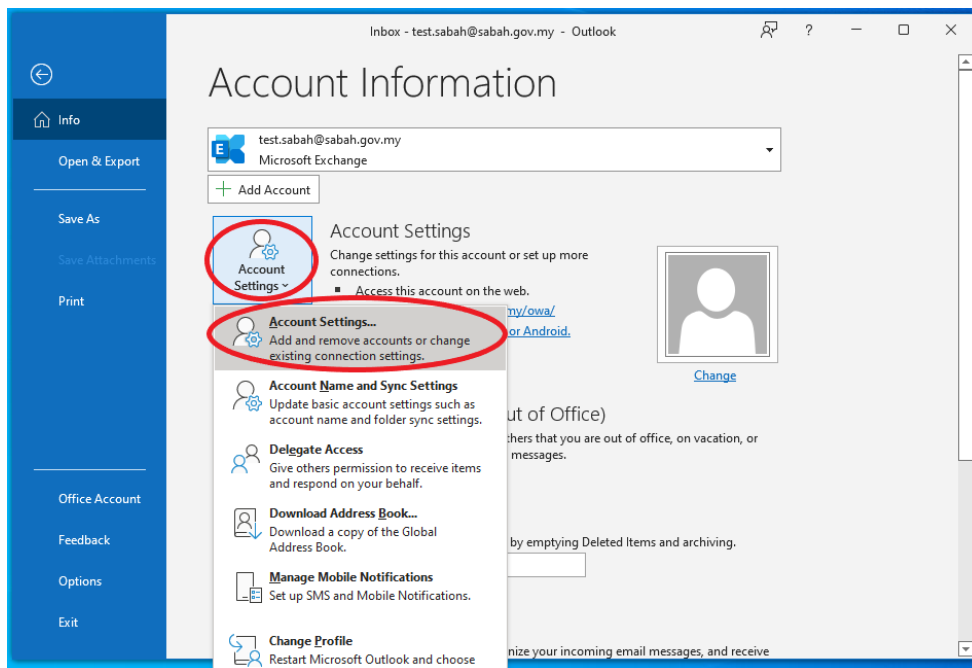 Inbox - test.sabah@sabah.gov.my - Outlook
?
Account Information
Info
Open & Export
Save As
Save Attachments
Print
Office Account
Feedback
Options
Exit
E
test.sabah@sabah.gov.my
Microsoft Exchange
Add Account
Account
Settings
Account Settings
Change settings for this account or set up more
connections.
Access this account on the web.
my/owa/
or Android.
Change
Account Settings...
Add and remove accounts or change
existing connection settings.
Account Name and Sync Settings
Update basic account settings such as
account name and folder sync settings.
Delegate Access
Give others permission to receive items
and respond on your behalf.
Download Address Book...
Download a copy of the Global
Address Book.
Manage Mobile Notifications
Set up SMS and Mobile Notifications.
Change Profile
Restart Microsoft Outlook and choose
ut of Office)
thers that you are out of office, on vacation, or
messages.
by emptying Deleted Items and archiving.
nize your incoming email messages, and receive